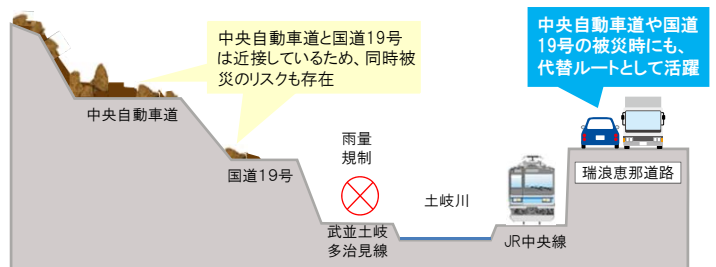 中央自動車道と国道19号
は近接しているため、同時被
災のリスクも存在
中央自動車道や国道
19号の被災時にも、
代替ルートとして活躍
中央自動車道
国道19号
雨量
規制
武並土岐
多治見線
土岐川
JR中央線
瑞浪恵那道路